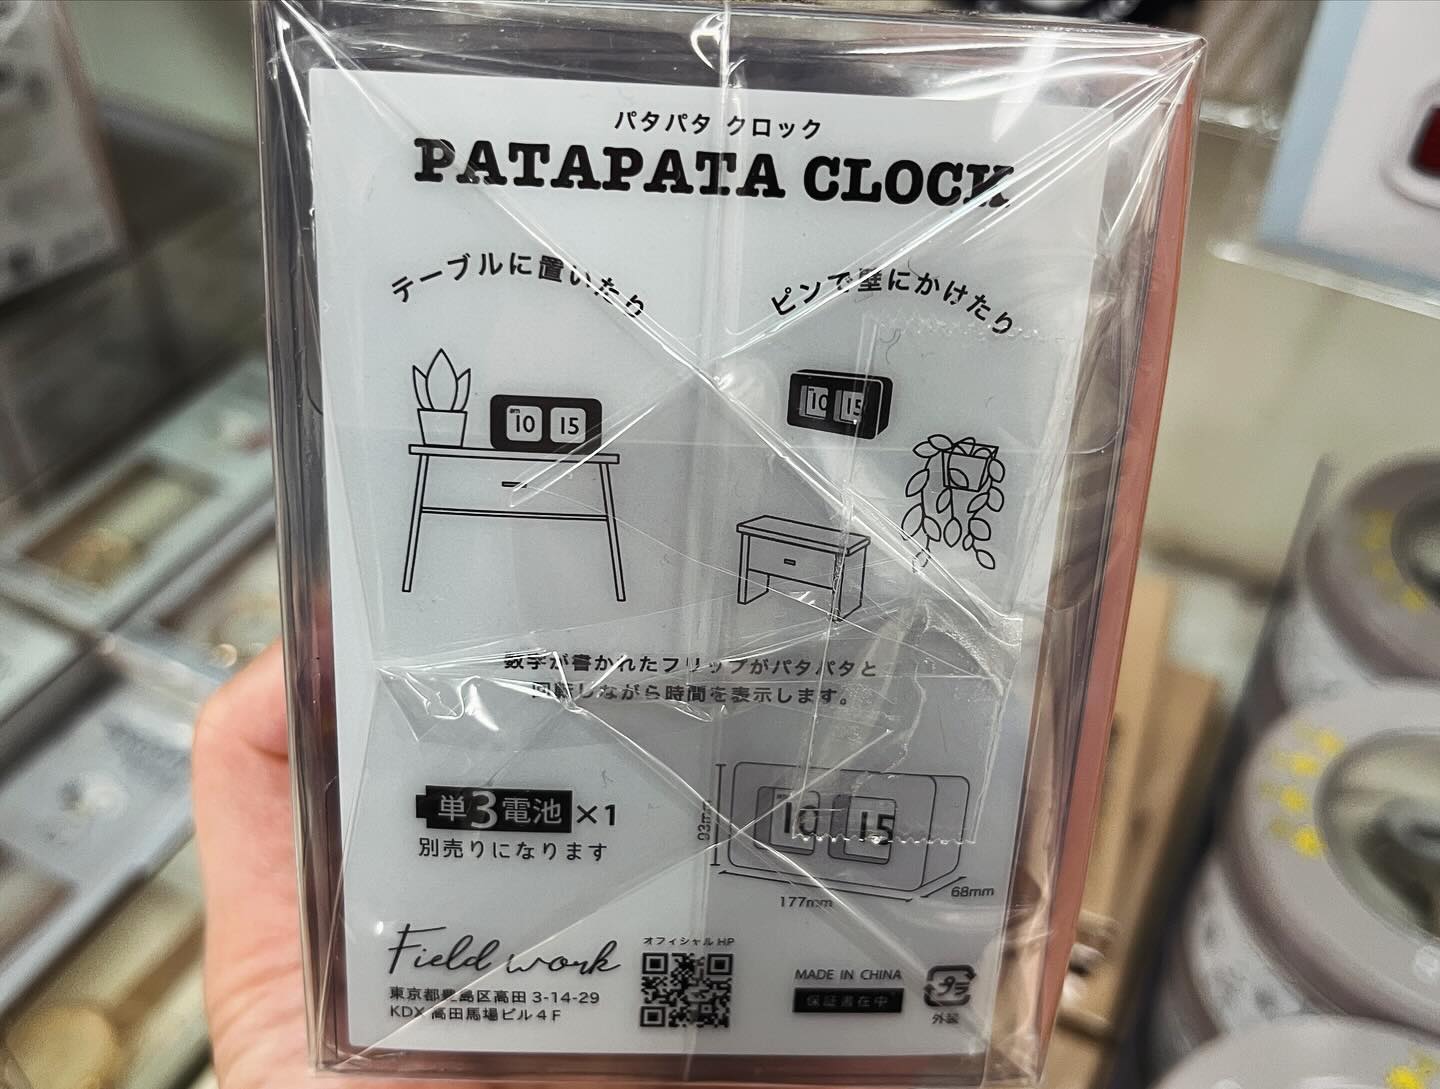 パタパタ クロック
PATAPATA CLOCK
テーブルに置いたり
ピンで壁にかけたり
am 10 15
10 15
数字が書かれたフリップがパタパタと
回転しながら時間を表示します。
単3電池×1
別売りになります
10 15
93mm
177mm
68mm
Field work
東京都豊島区高田 3-14-29
KDX 高田馬場ビル 4F
オフィシャル HP
MADE IN CHINA
保証書在中
プラ
外装